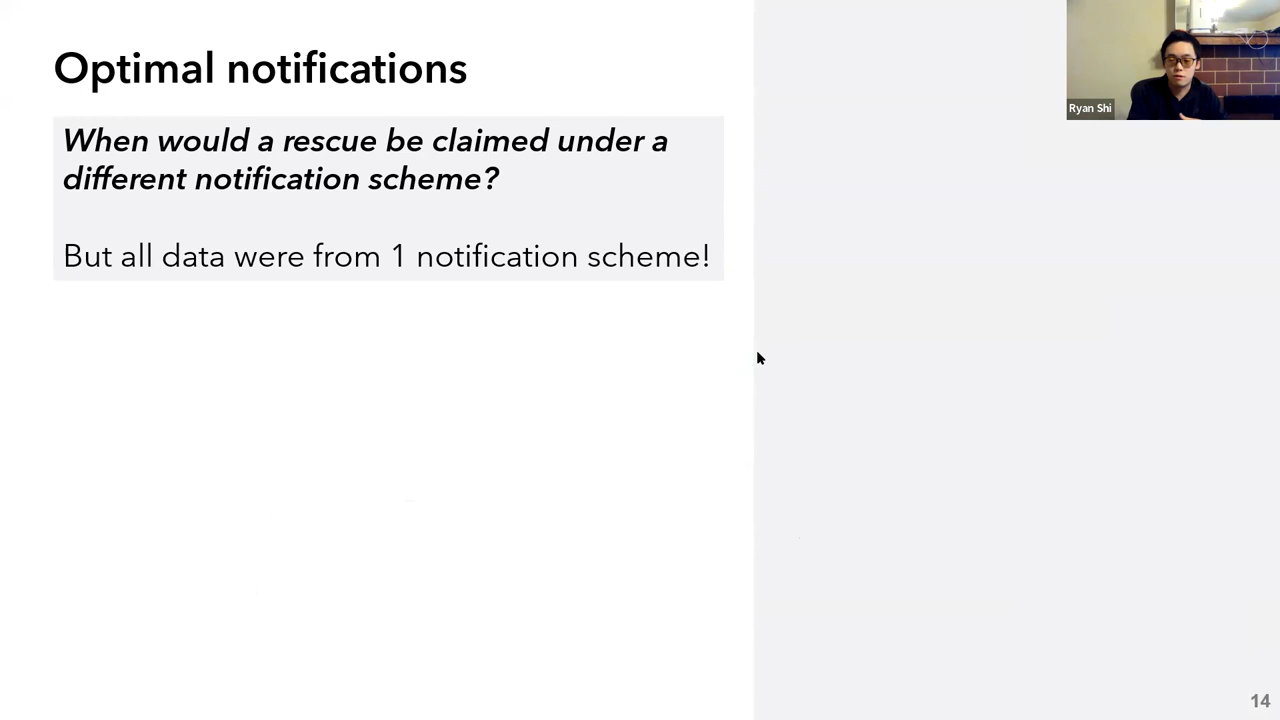 Optimal notifications
When would a rescue be claimed under a
different notification scheme?
But all data were from 1 notification scheme!
Ryan Shi
14